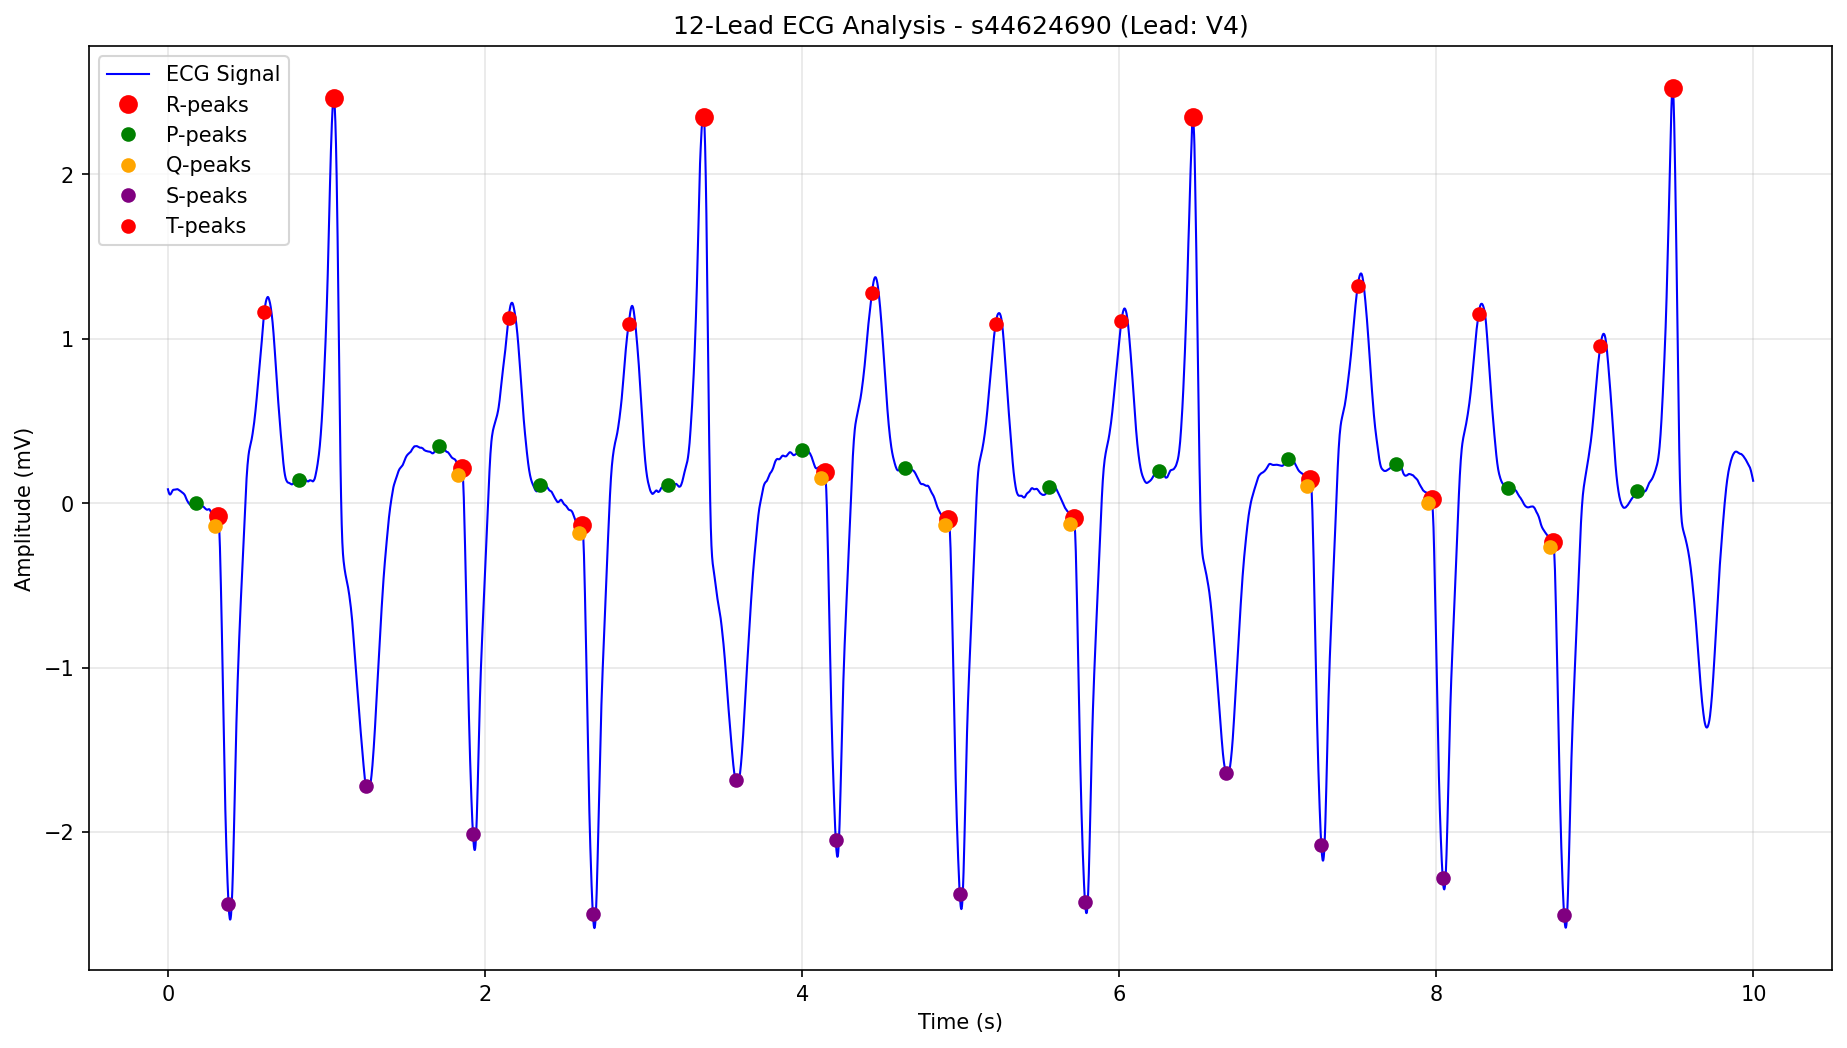 12-Lead ECG Analysis - s44624690 (Lead: V4)
ECG Signal
R-peaks
P-peaks
Q-peaks
S-peaks
T-peaks
Amplitude (mV)
2
1
0
−1
−2
0 2 4 6 8 10
Time (s)